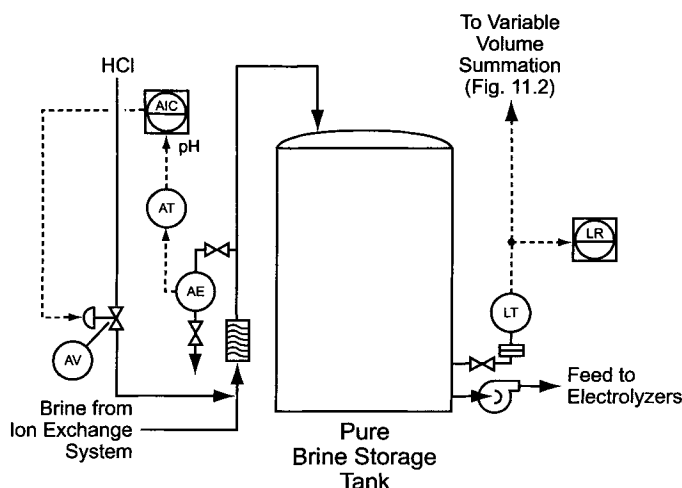 To Variable
Volume
Summation
(Fig. 11.2)
HCl
AIC
pH
AT
LR
AE
LT
AV
Feed to
Electrolyzers
Brine from
Ion Exchange
System
Pure
Brine Storage
Tank